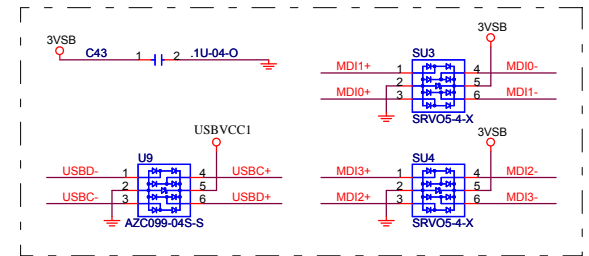 3VSB
C43 1 2 .1U-04-O
3VSB
SU3
MDI1+ 1 4 MDI0-
2 5
MDI0+ 3 6 MDI1-
SRVO5-4-X
USBVCC1
U9
USBD- 1 4 USBC+
2 5
USBC- 3 6 USBD+
AZC099-04S-S
3VSB
SU4
MDI3+ 1 4 MDI2-
2 5
MDI2+ 3 6 MDI3-
SRVO5-4-X